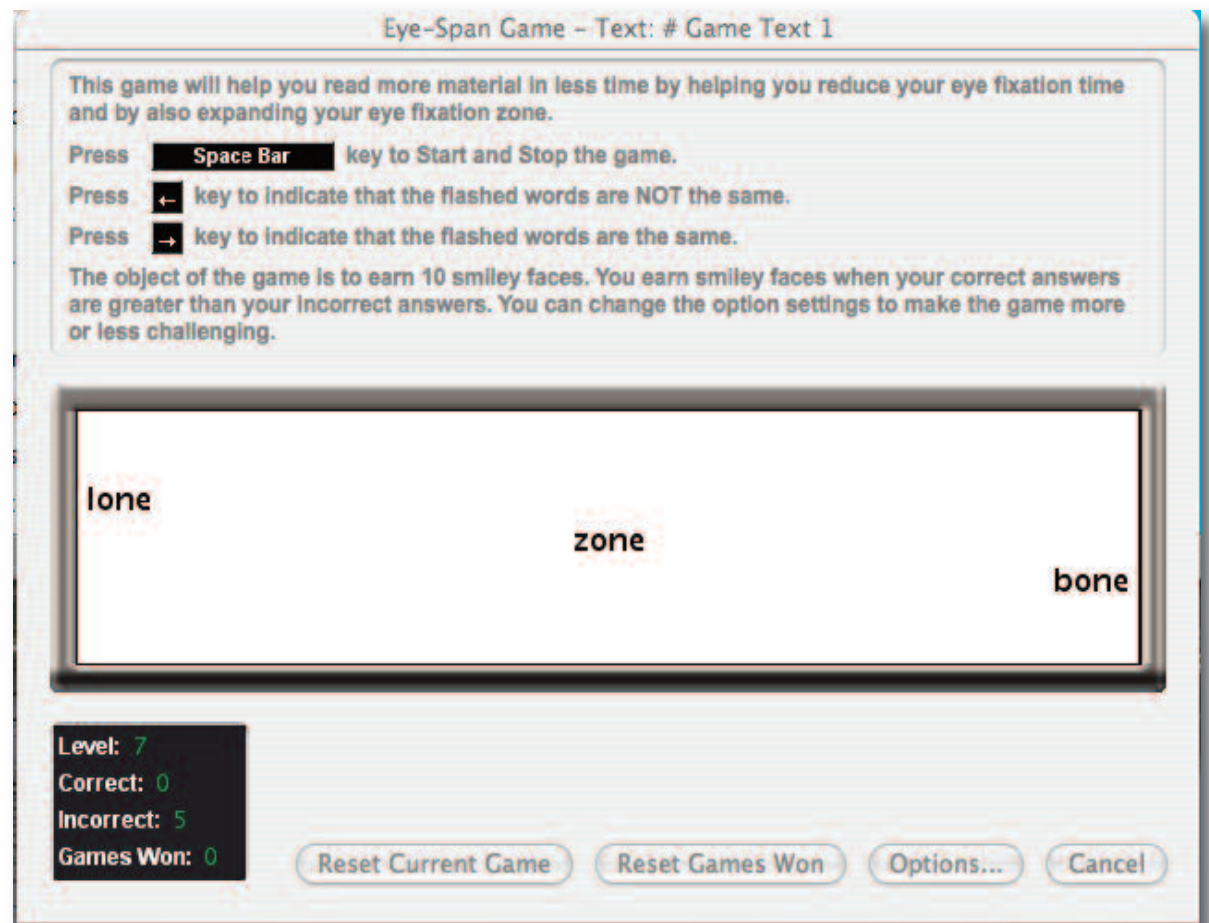 Eye-Span Game - Text: # Game Text 1
This game will help you read more material in less time by helping you reduce your eye fixation time
and by also expanding your eye fixation zone.
Press Space Bar key to Start and Stop the game.
Press ← key to indicate that the flashed words are NOT the same.
Press → key to indicate that the flashed words are the same.
The object of the game is to earn 10 smiley faces. You earn smiley faces when your correct answers
are greater than your incorrect answers. You can change the option settings to make the game more
or less challenging.
lone
zone
bone
Level: 7
Correct: 0
Incorrect: 5
Games Won: 0
Reset Current Game Reset Games Won Options... Cancel